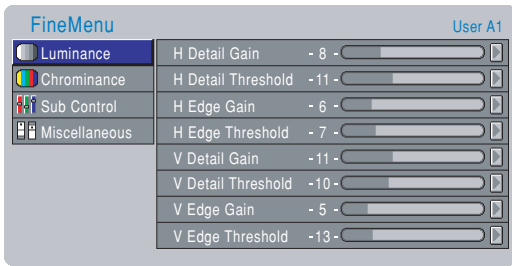 FineMenu User A1
Luminance
Chrominance
Sub Control
Miscellaneous
H Detail Gain - 8 -
H Detail Threshold -11-
H Edge Gain - 6 -
H Edge Threshold - 7 -
V Detail Gain -11-
V Detail Threshold -10-
V Edge Gain - 5 -
V Edge Threshold -13-